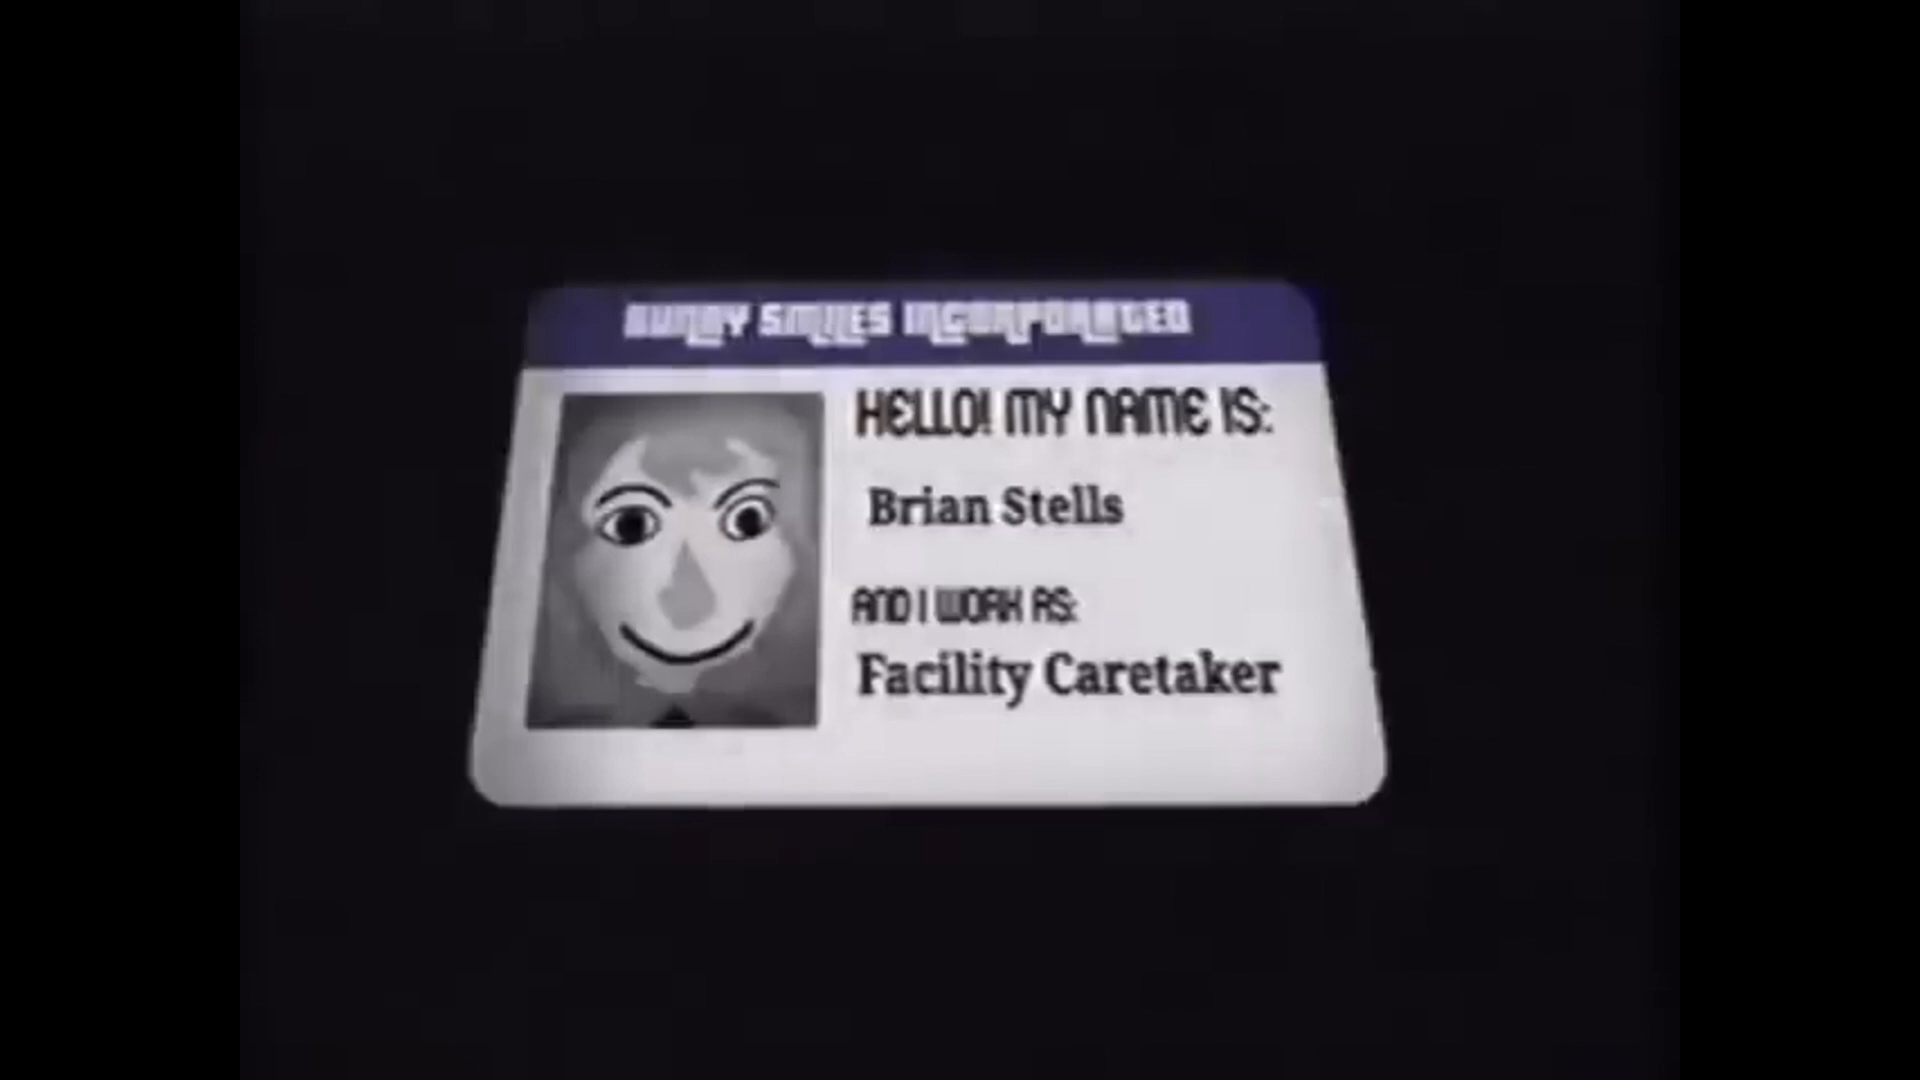 BUNNY SMILES INCORPORATED
HELLO! MY NAME IS:
Brian Stells
AND I WORK AS:
Facility Caretaker